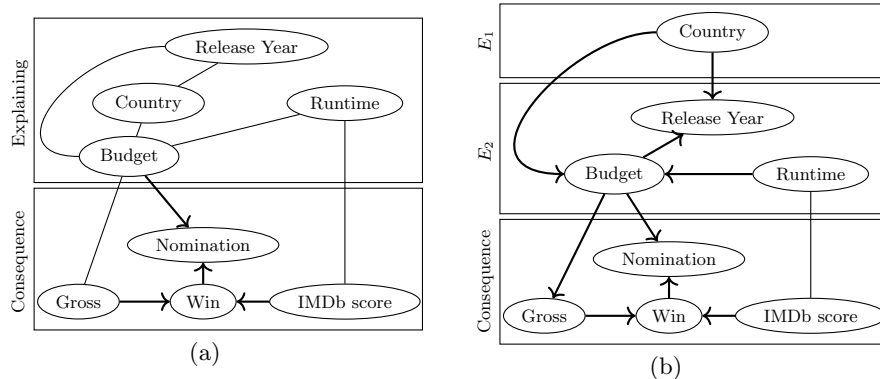 Explaining
Release Year
Country
Runtime
Budget
Consequence
Nomination
Gross
Win
IMDb score
(a)
E1
Country
E2
Release Year
Budget
Runtime
Consequence
Nomination
Gross
Win
IMDb score
(b)